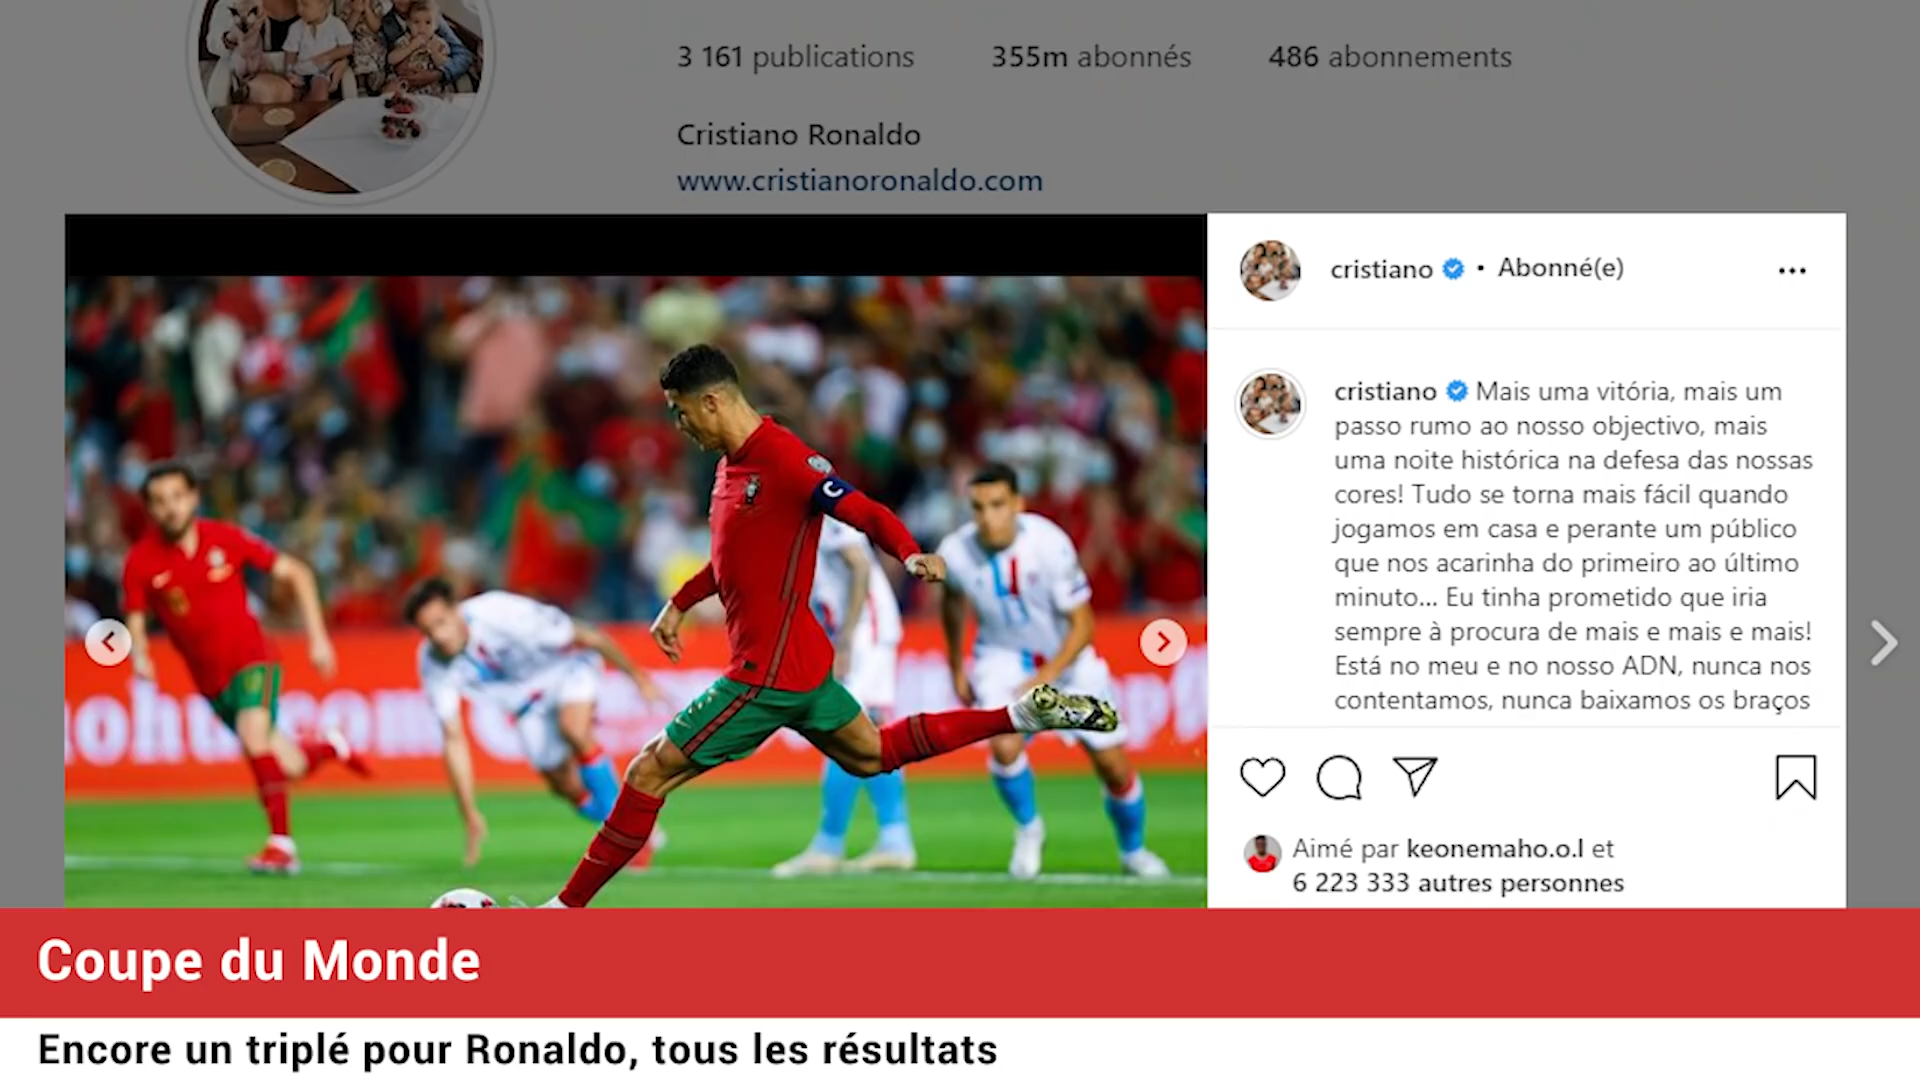 3 161 publications 355m abonnés 486 abonnements
Cristiano Ronaldo
www.cristianoronaldo.com
cristiano • Abonné(e)
cristiano Mais uma vitória, mais um
passo rumo ao nosso objectivo, mais
uma noite histórica na defesa das nossas
cores! Tudo se torna mais fácil quando
jogamos em casa e perante um público
que nos acarinha do primeiro ao último
minuto... Eu tinha prometido que iria
sempre à procura de mais e mais e mais!
Está no meu e no nosso ADN, nunca nos
contentamos, nunca baixamos os braços
C
Aimé par keonemaho.o.l et
6 223 333 autres personnes
Coupe du Monde
Encore un triplé pour Ronaldo, tous les résultats